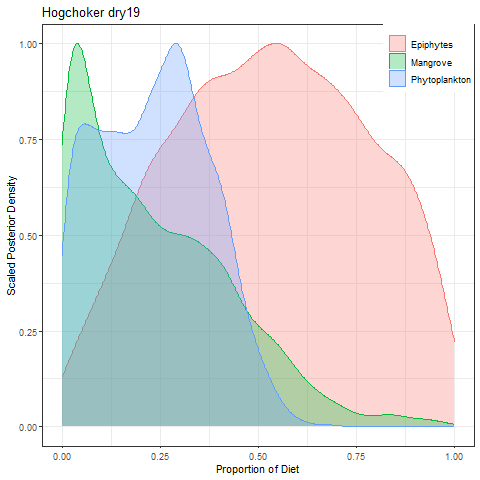 Hogchoker dry19
Epiphytes
Mangrove
Phytoplankton
Scaled Posterior Density
1.00
0.75
0.50
0.25
0.00
0.00 0.25 0.50 0.75 1.00
Proportion of Diet